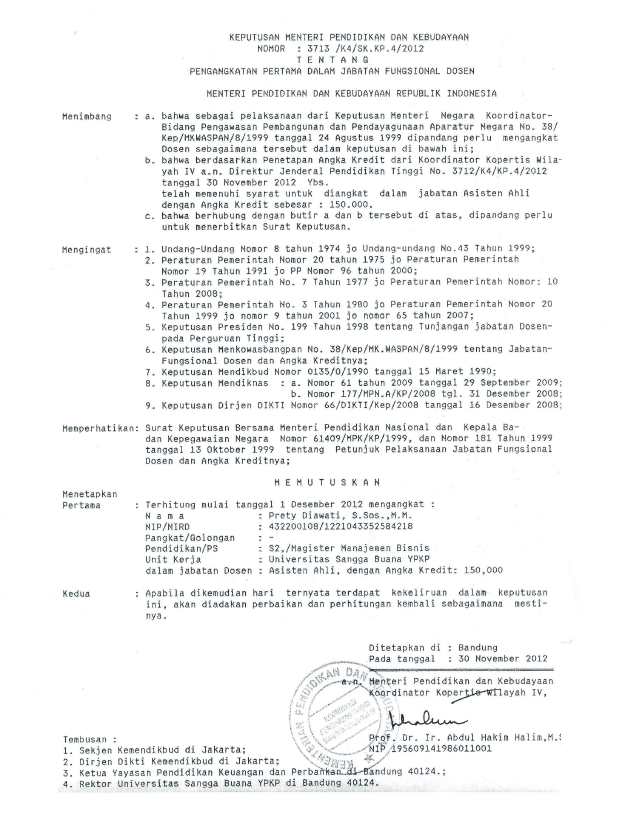 KEPUTUSAN MENTERI PENDIDIKAN DAN KEBUDAYAAN
NOMOR : 3713 /K4/SK.KP.4/2012
T E N T A N G
PENGANGKATAN PERTAMA DALAM JABATAN FUNGSIONAL DOSEN
MENTERI PENDIDIKAN DAN KEBUDAYAAN REPUBLIK INDONESIA
Menimbang : a. bahwa sebagai pelaksanaan dari Keputusan Menteri Negara Koordinator-
Bidang Pengawasan Pembangunan dan Pendayagunaan Aparatur Negara No. 38/
Kep/MKWASPAN/8/1999 tanggal 24 Agustus 1999 dipandang perlu mengangkat
Dosen sebagaimana tersebut dalam keputusan di bawah ini;
b. bahwa berdasarkan Penetapan Angka Kredit dari Koordinator Kopertis Wila-
yah IV a.n. Direktur Jenderal Pendidikan Tinggi No. 3712/K4/KP.4/2012
tanggal 30 November 2012 Ybs.
telah memenuhi syarat untuk diangkat dalam jabatan Asisten Ahli
dengan Angka Kredit sebesar : 150.000.
c. bahwa berhubung dengan butir a dan b tersebut di atas, dipandang perlu
untuk menerbitkan Surat Keputusan.
Mengingat : 1. Undang-Undang Nomor 8 tahun 1974 jo Undang-undang No.43 Tahun 1999;
2. Peraturan Pemerintah Nomor 20 tahun 1975 jo Peraturan Pemerintah
Nomor 19 Tahun 1991 jo PP Nomor 96 tahun 2000;
3. Peraturan Pemerintah No. 7 Tahun 1977 jo Peraturan Pemerintah Nomor: 10
Tahun 2008;
4. Peraturan Pemerintah No. 3 Tahun 1980 jo Peraturan Pemerintah Nomor 20
Tahun 1999 jo nomor 9 tahun 2001 jo nomor 65 tahun 2007;
5. Keputusan Presiden No. 199 Tahun 1998 tentang Tunjangan jabatan Dosen-
pada Perguruan Tinggi;
6. Keputusan Menkowasbangpan No. 38/Kep/MK.WASPAN/8/1999 tentang Jabatan-
Fungsional Dosen dan Angka Kreditnya;
7. Keputusan Mendikbud Nomor 0135/O/1990 tanggal 15 Maret 1990;
8. Keputusan Mendiknas : a. Nomor 61 tahun 2009 tanggal 29 September 2009;
b. Nomor 177/MPN.A/KP/2008 tgl. 31 Desember 2008;
9. Keputusan Dirjen DIKTI Nomor 66/DIKTI/Kep/2008 tanggal 16 Desember 2008;
Memperhatikan: Surat Keputusan Bersama Menteri Pendidikan Nasional dan Kepala Ba-
dan Kepegawaian Negara Nomor 61409/MPK/KP/1999, dan Nomor 181 Tahun 1999
tanggal 13 Oktober 1999 tentang Petunjuk Pelaksanaan Jabatan Fungsional
Dosen dan Angka Kreditnya;
M E M U T U S K A N
Menetapkan
Pertama : Terhitung mulai tanggal 1 Desember 2012 mengangkat :
N a m a : Prety Diawati, S.Sos.,M.M.
NIP/NIRD : 432200108/1221043352584218
Pangkat/Golongan : -
Pendidikan/PS : S2,/Magister Manajemen Bisnis
Unit Kerja : Universitas Sangga Buana YPKP
dalam jabatan Dosen : Asisten Ahli, dengan Angka Kredit: 150,000
Kedua : Apabila dikemudian hari ternyata terdapat kekeliruan dalam keputusan
ini, akan diadakan perbaikan dan perhitungan kembali sebagaimana mesti-
nya.
Ditetapkan di : Bandung
Pada tanggal : 30 November 2012
a.n. Menteri Pendidikan dan Kebudayaan
Koordinator Kopertis Wilayah IV,
Prof. Dr. Ir. Abdul Hakim Halim,M.S
NIP 195609141986011001
Tembusan :
1. Sekjen Kemendikbud di Jakarta;
2. Dirjen Dikti Kemendikbud di Jakarta;
3. Ketua Yayasan Pendidikan Keuangan dan Perbankan di Bandung 40124.;
4. Rektor Universitas Sangga Buana YPKP di Bandung 40124.